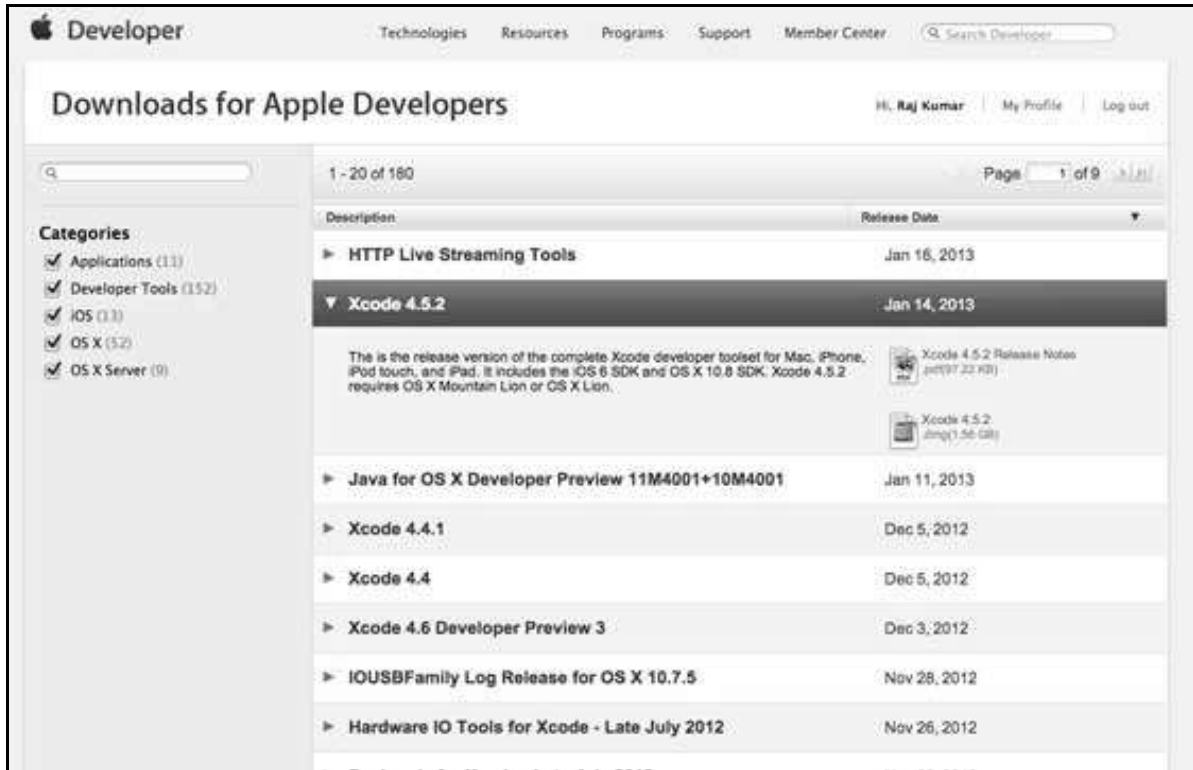 Developer
Technologies Resources Programs Support Member Center Search Developer
Downloads for Apple Developers
Hi, Raj Kumar My Profile Log out
1 - 20 of 180
Page 1 of 9
Description Release Date
Categories
Applications (11)
Developer Tools (152)
iOS (13)
OS X (52)
OS X Server (9)
HTTP Live Streaming Tools Jan 16, 2013
Xcode 4.5.2 Jan 14, 2013
The is the release version of the complete Xcode developer toolset for Mac, iPhone,
iPod touch, and iPad. It includes the iOS 6 SDK and OS X 10.8 SDK. Xcode 4.5.2
requires OS X Mountain Lion or OS X Lion.
Xcode 4.5.2 Release Notes
.pdf(97.22 KB)
Xcode 4.5.2
.dmg(1.56 GB)
Java for OS X Developer Preview 11M4001+10M4001 Jan 11, 2013
Xcode 4.4.1 Dec 5, 2012
Xcode 4.4 Dec 5, 2012
Xcode 4.6 Developer Preview 3 Dec 3, 2012
IOUSBFamily Log Release for OS X 10.7.5 Nov 28, 2012
Hardware IO Tools for Xcode - Late July 2012 Nov 26, 2012